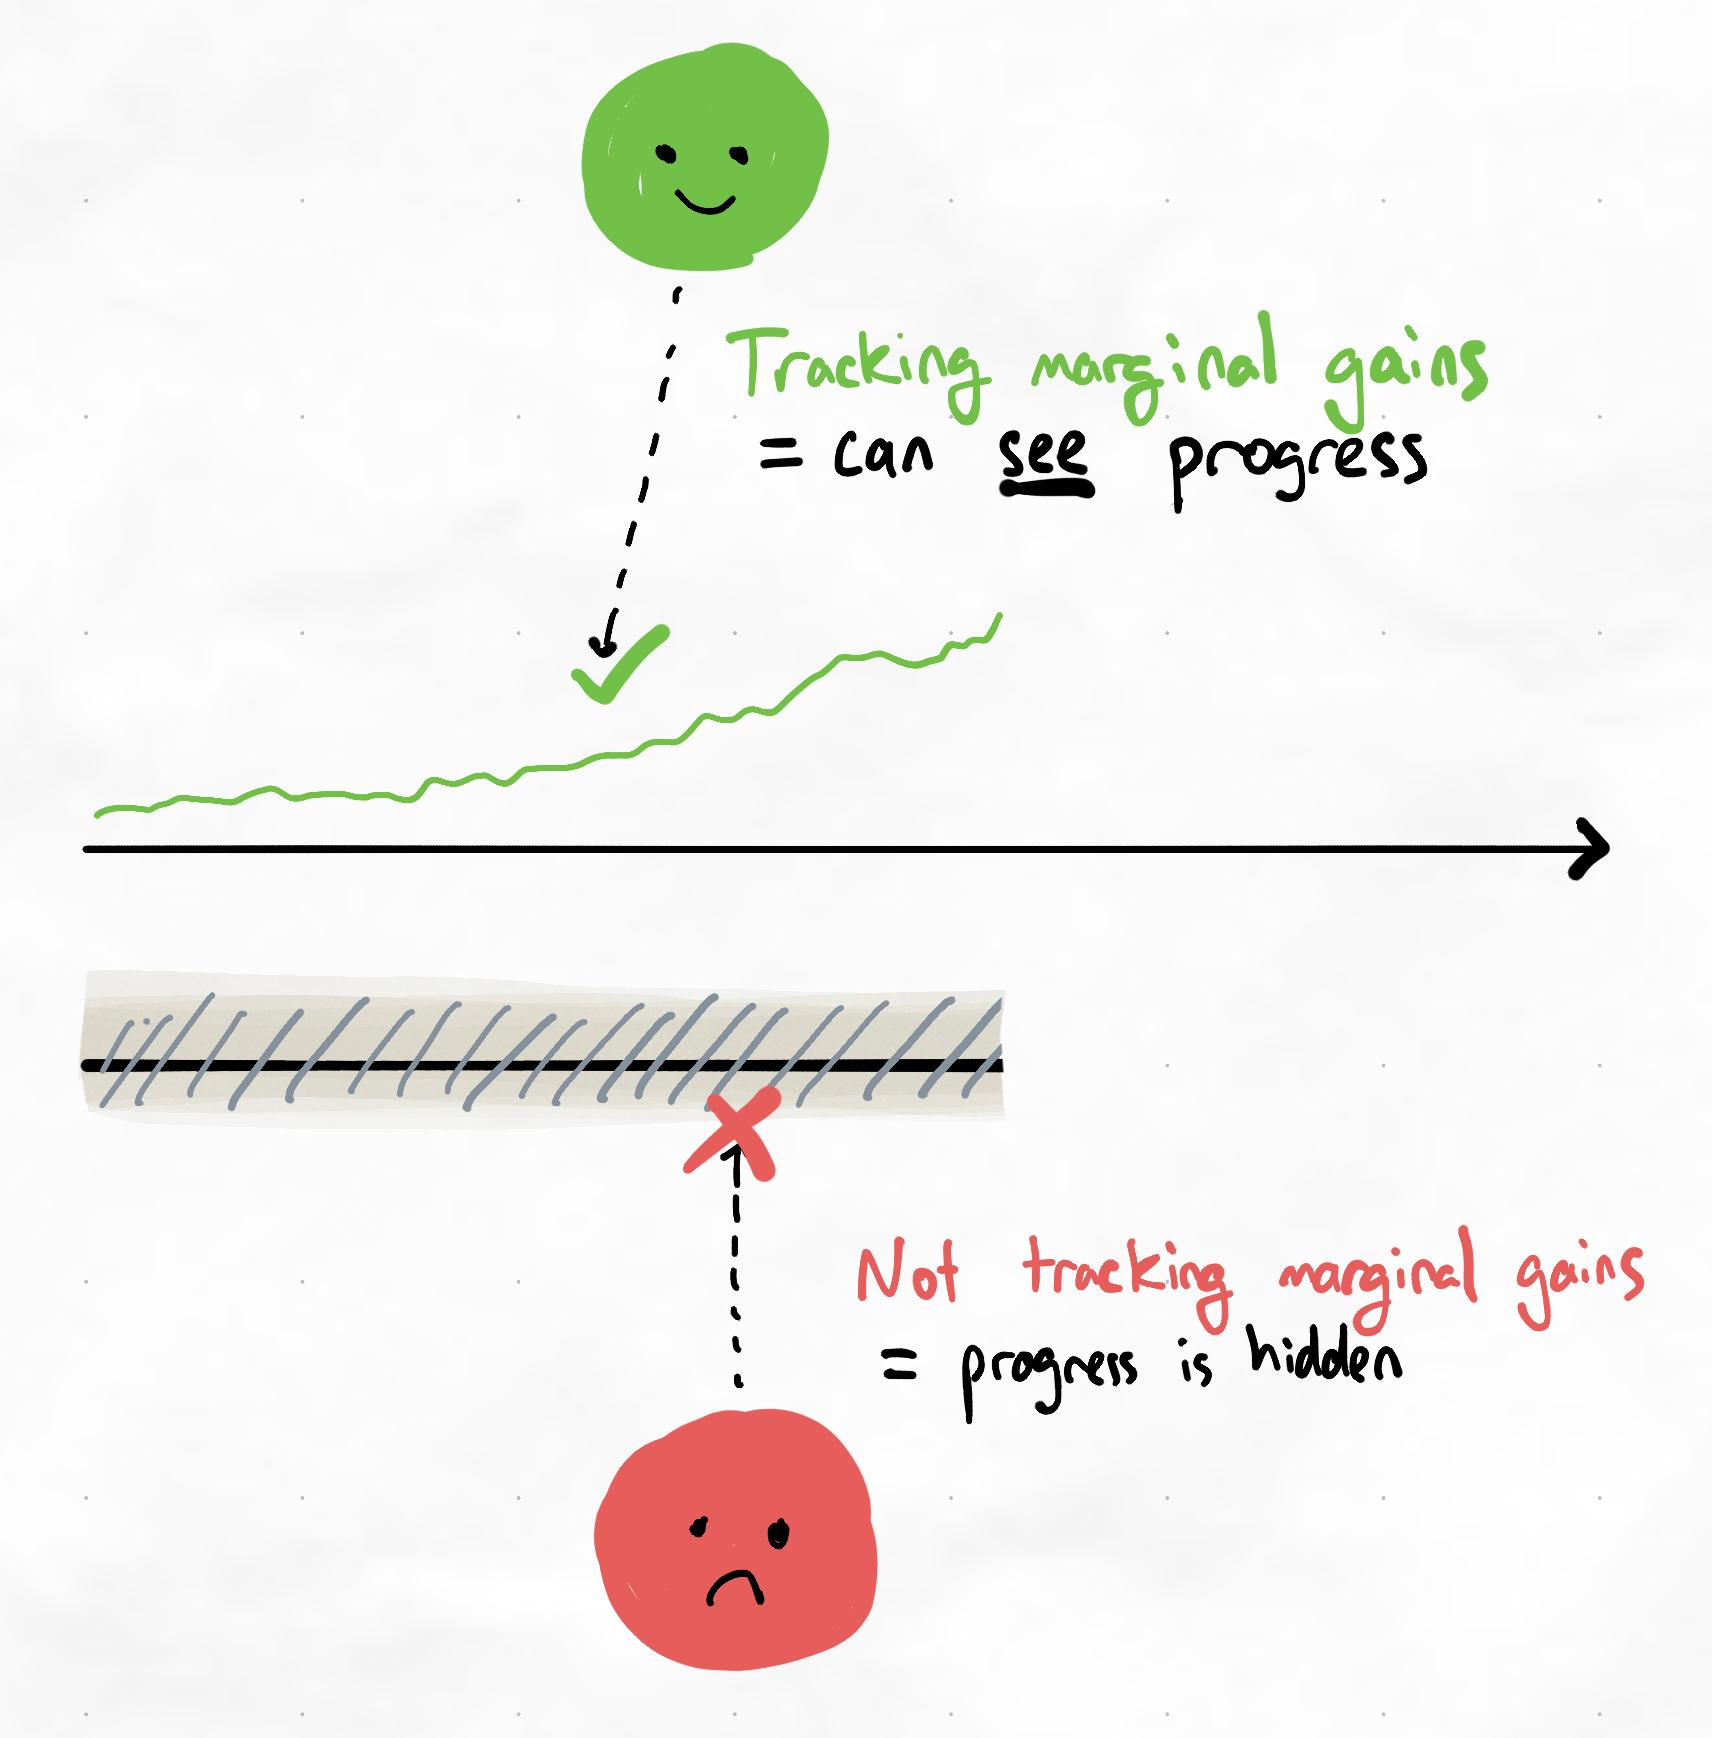 Tracking marginal gains
= can see progress
Not tracking marginal gains
= progress is hidden